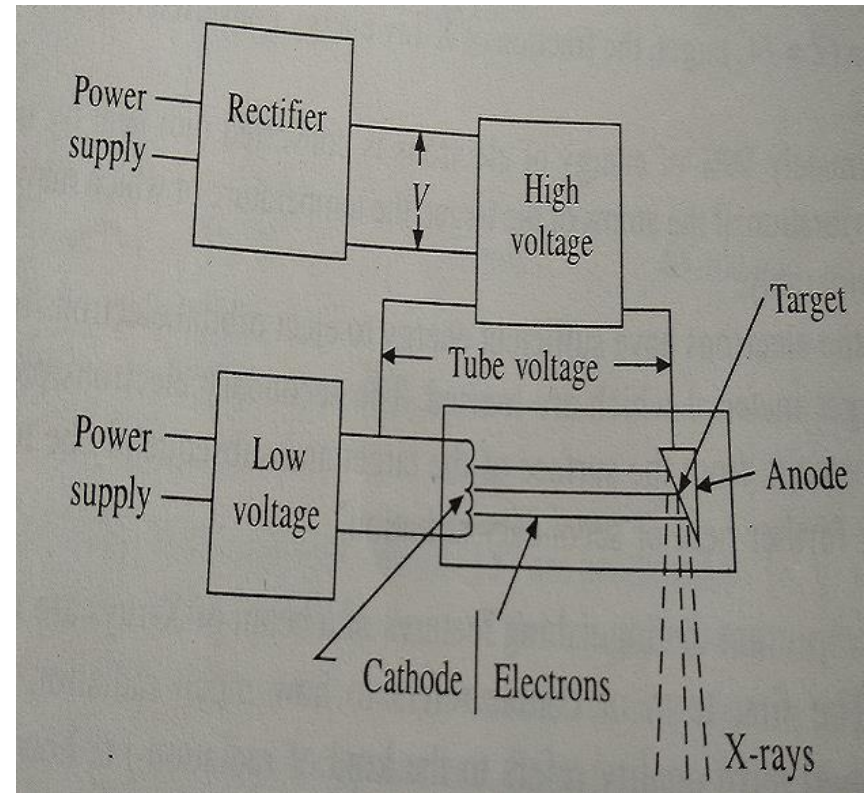 Power
supply
Rectifier
V
High
voltage
Target
Tube voltage
Power
supply
Low
voltage
Anode
Cathode
Electrons
X-rays